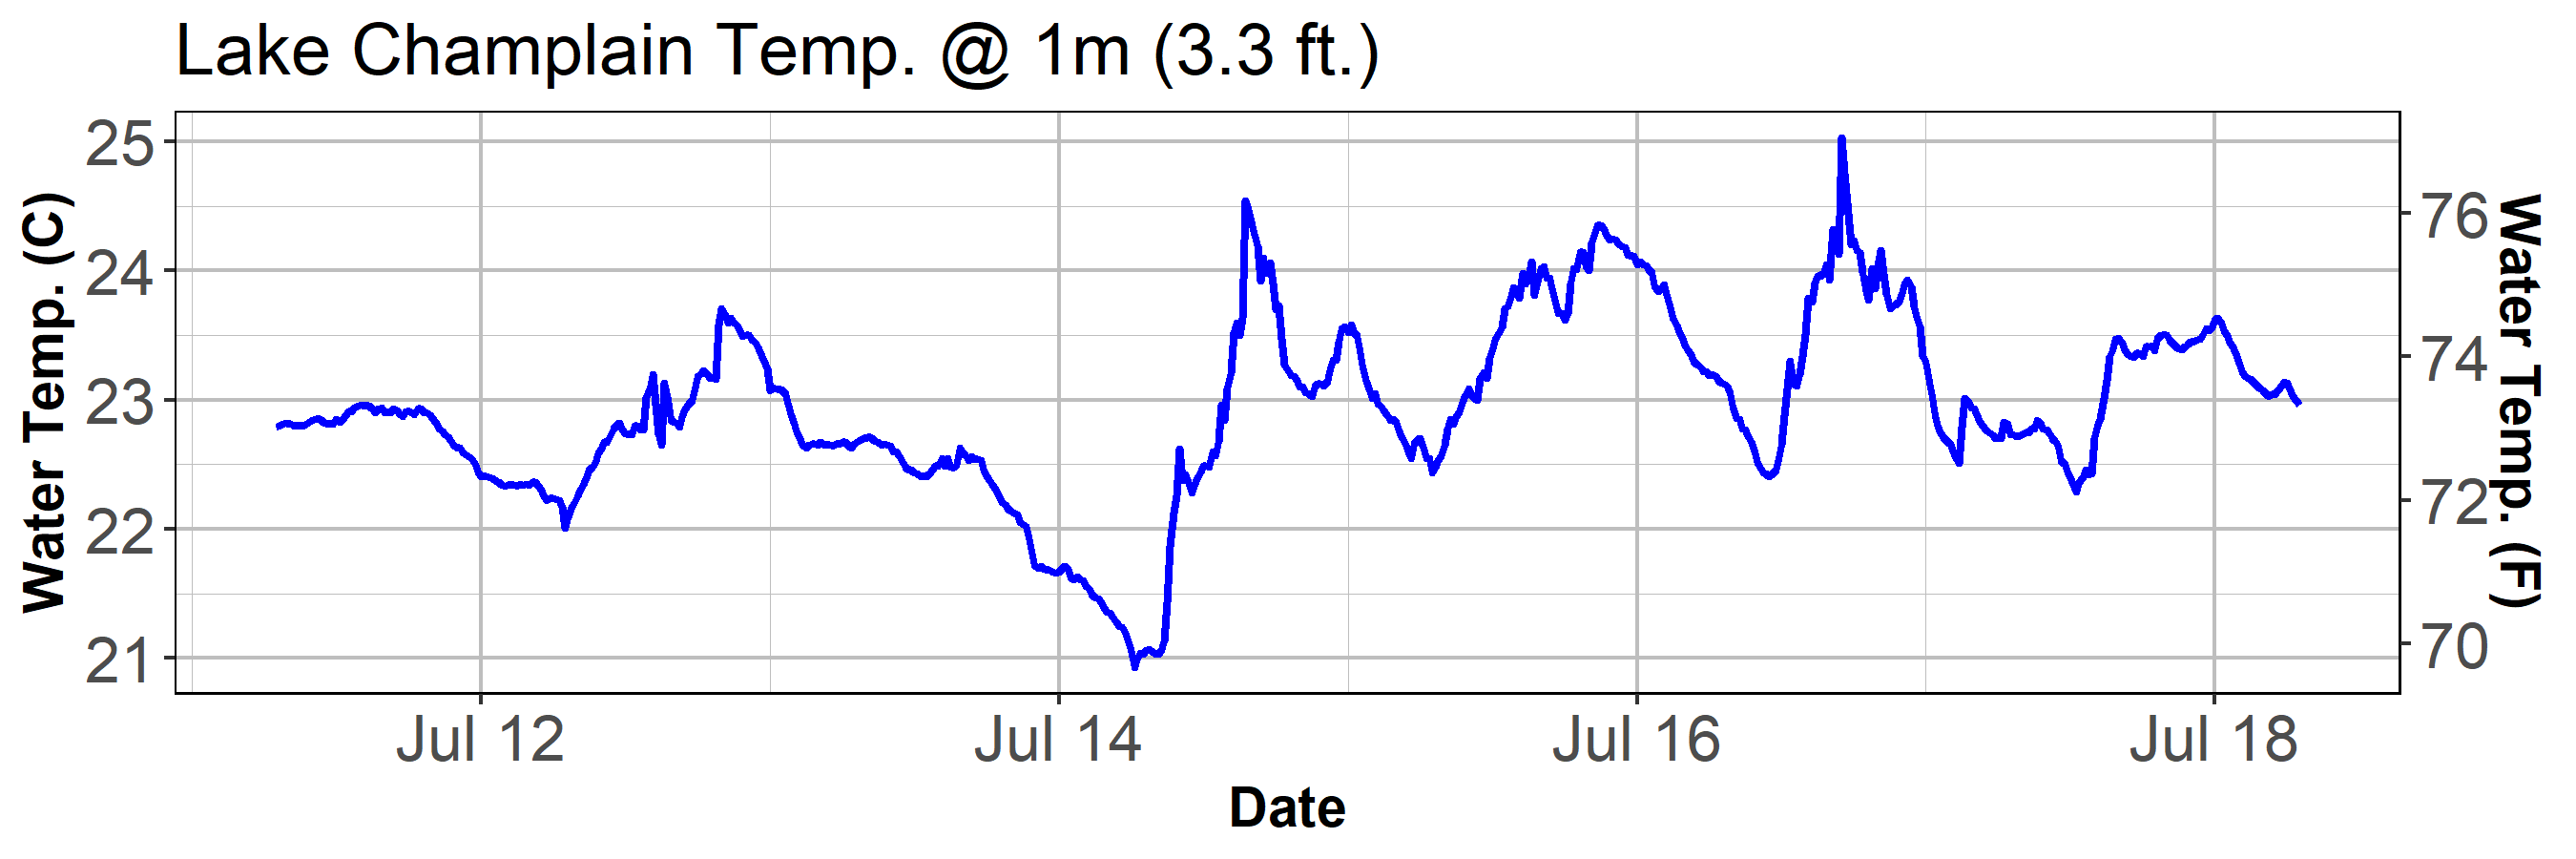 Lake Champlain Temp. @ 1m (3.3 ft.)
Water Temp. (C)
25
24
23
22
21
76
74
72
70
Water Temp. (F)
Jul 12
Jul 14
Jul 16
Jul 18
Date